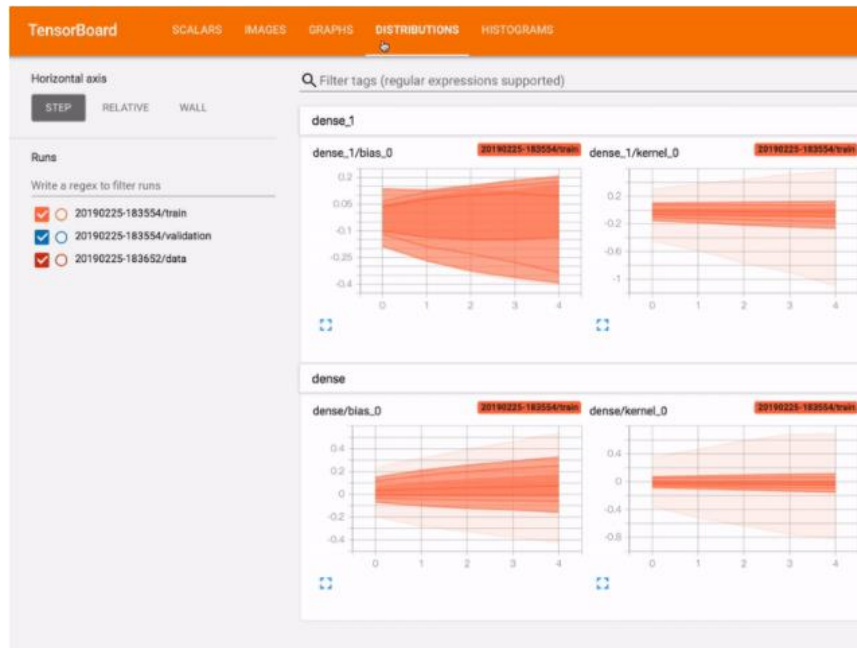 TensorBoard SCALARS IMAGES GRAPHS DISTRIBUTIONS HISTOGRAMS
Horizontal axis
STEP RELATIVE WALL
Runs
Write a regex to filter runs
20190225-183554/train
20190225-183554/validation
20190225-183652/data
Filter tags (regular expressions supported)
dense_1
dense_1/bias_0 20190225-183554/train
0.2
0.05
-0.1
-0.25
-0.4
0 1 2 3 4
dense_1/kernel_0 20190225-183554/train
0.2
-0.2
-0.6
-1
0 1 2 3 4
dense
dense/bias_0 20190225-183554/train
0.4
0.2
0
-0.2
-0.4
0 1 2 3 4
dense/kernel_0 20190225-183554/train
0.4
0
-0.4
-0.8
0 1 2 3 4